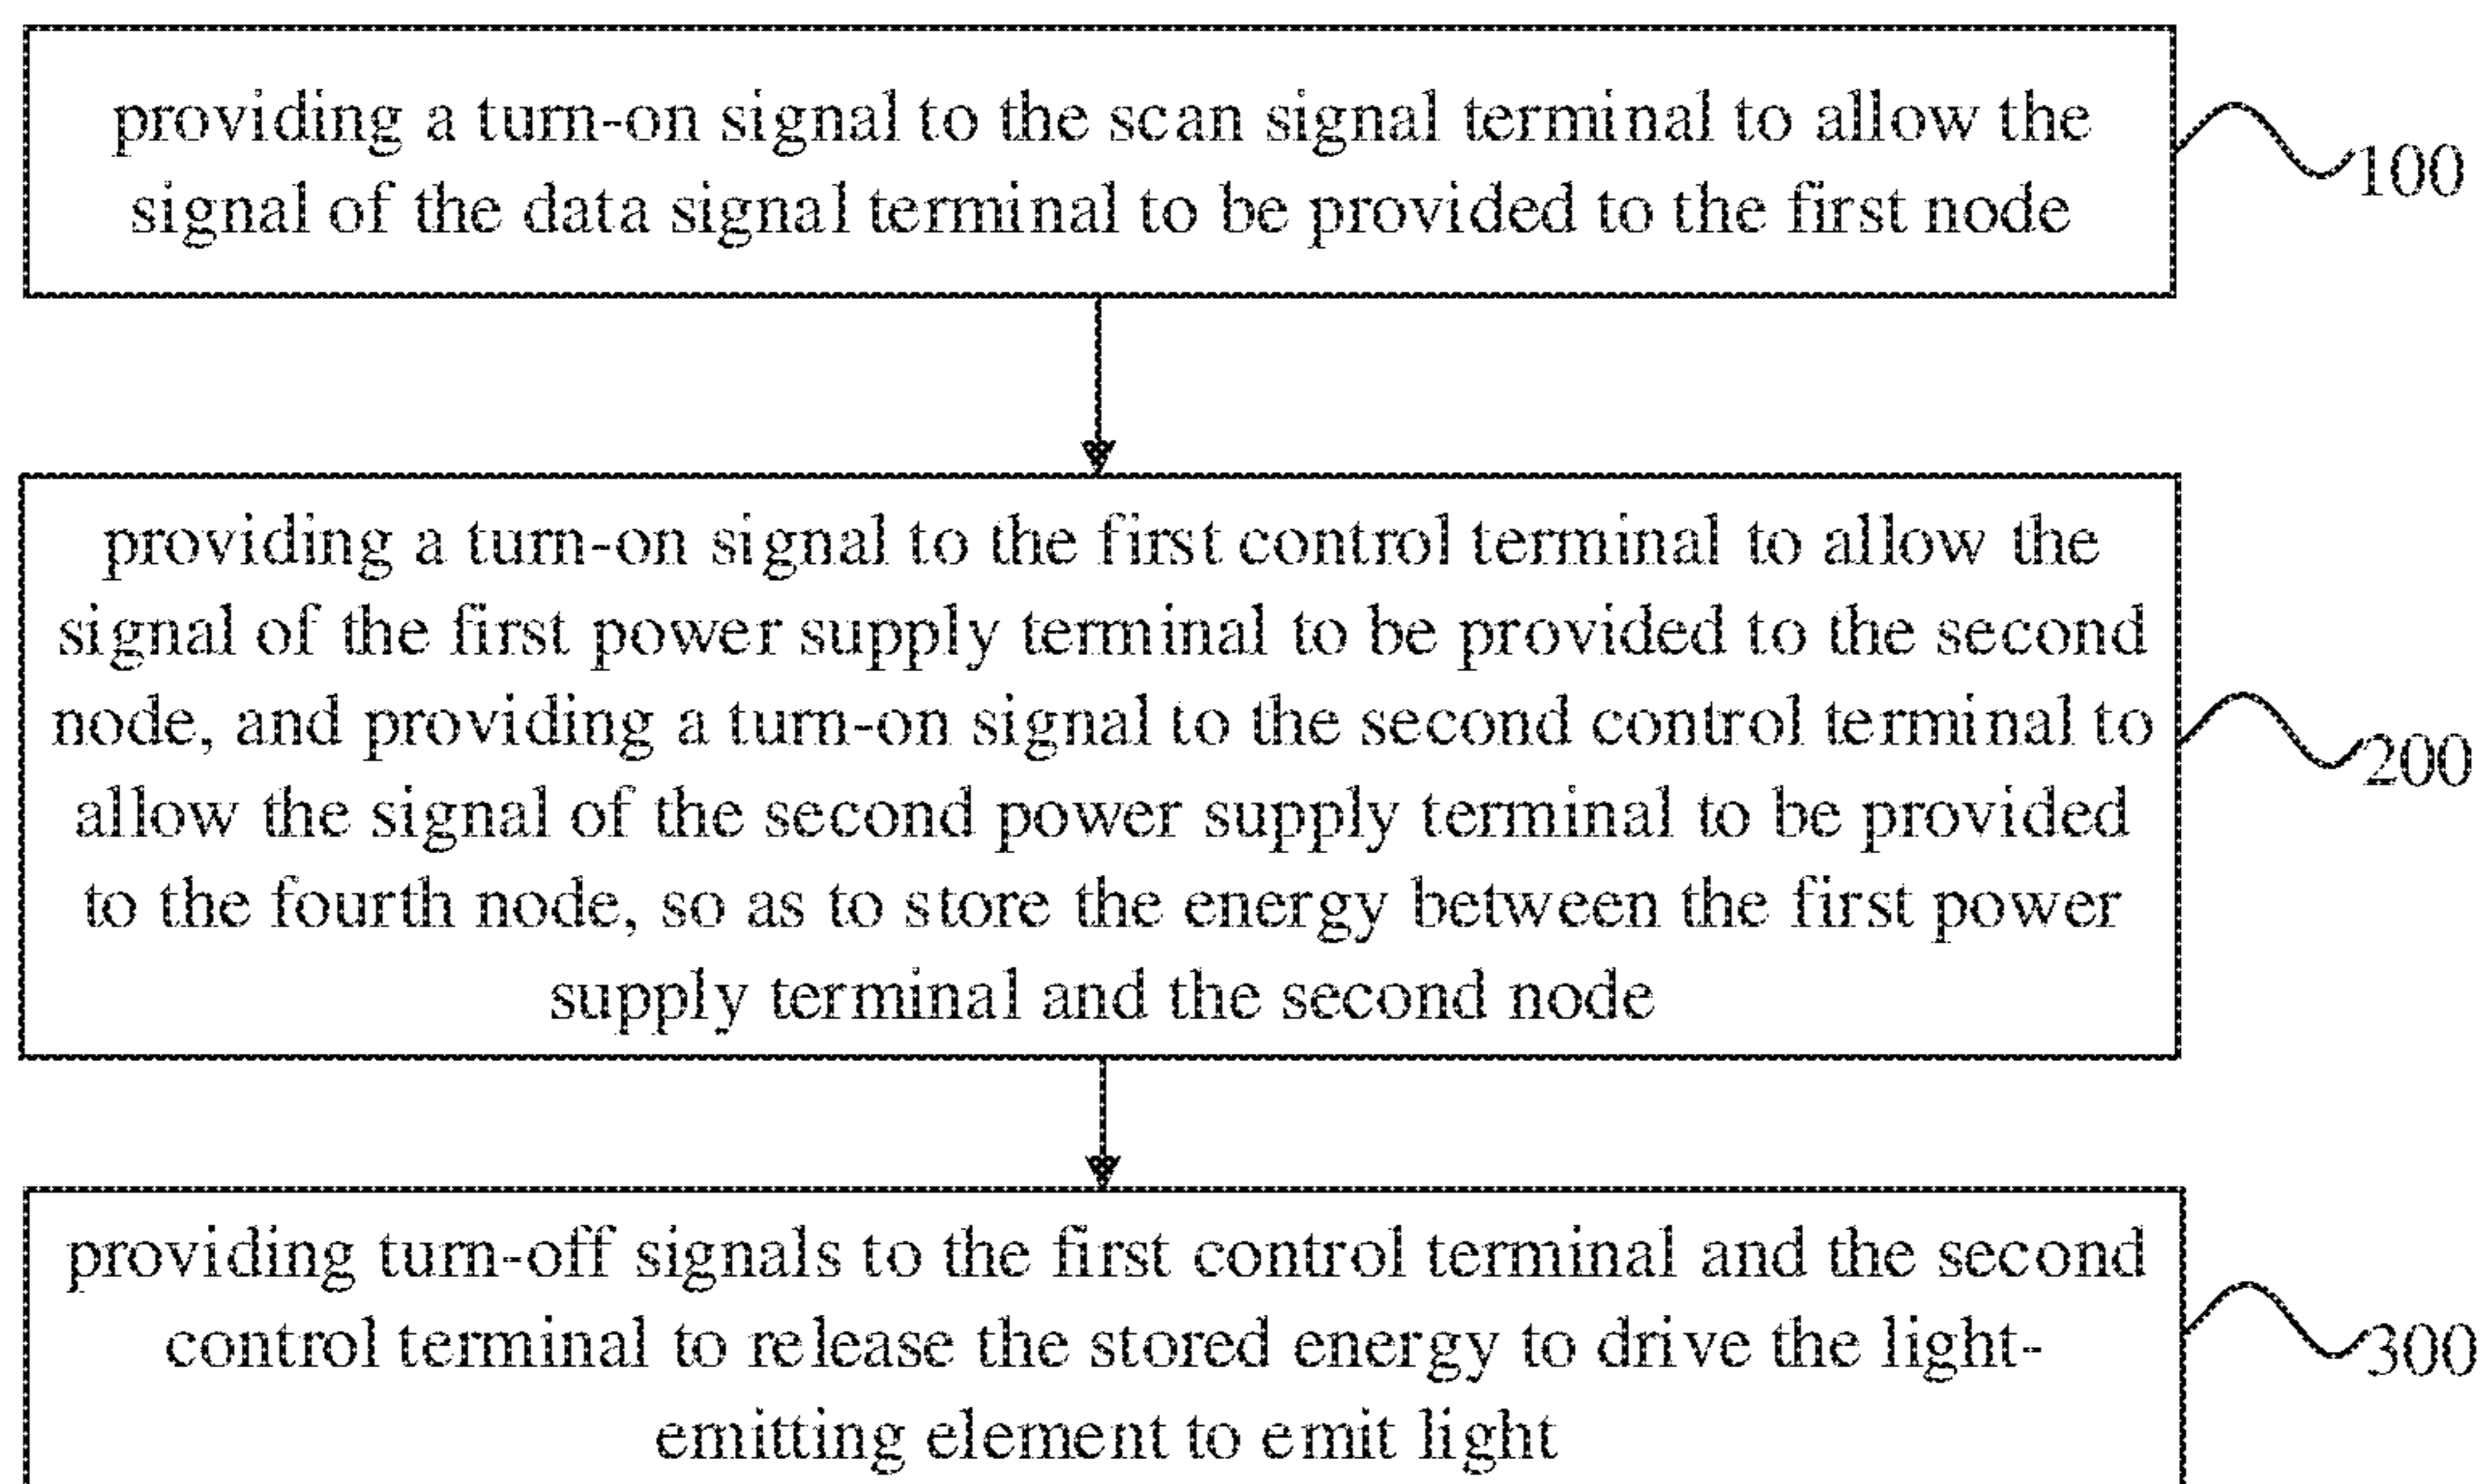 providing a turn-on signal to the scan signal terminal to allow the
signal of the data signal terminal to be provided to the first node
100
providing a turn-on signal to the first control terminal to allow the
signal of the first power supply terminal to be provided to the second
node, and providing a turn-on signal to the second control terminal to
allow the signal of the second power supply terminal to be provided
to the fourth node, so as to store the energy between the first power
supply terminal and the second node
200
providing turn-off signals to the first control terminal and the second
control terminal to release the stored energy to drive the light-
emitting element to emit light
300